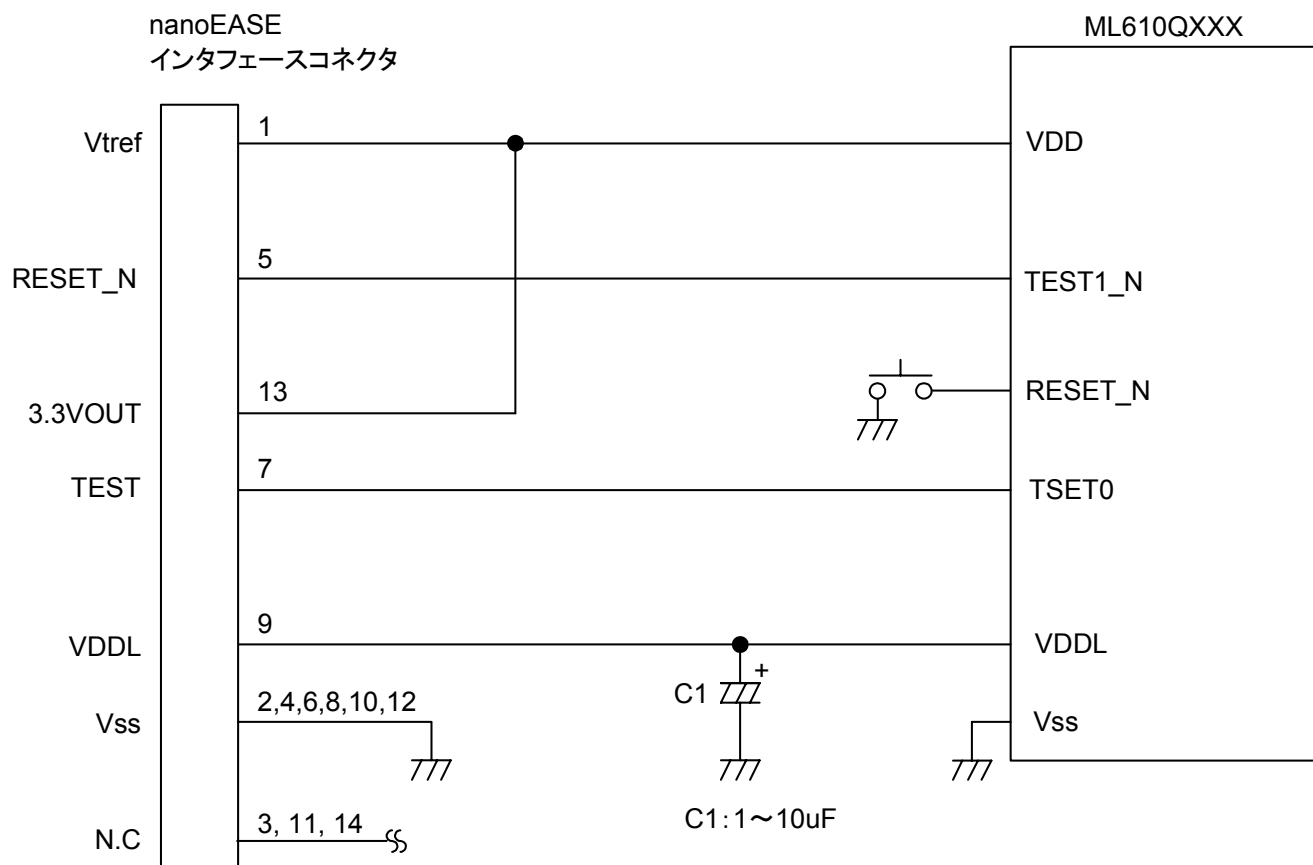 nanoEASE
インタフェースコネクタ
ML610QXXX
Vtref
1
VDD
RESET_N
5
TEST1_N
3.3VOUT
13
RESET_N
TEST
7
TSET0
VDDL
9
VDDL
C1
+
Vss
2,4,6,8,10,12
Vss
C1:1～10uF
N.C
3, 11, 14